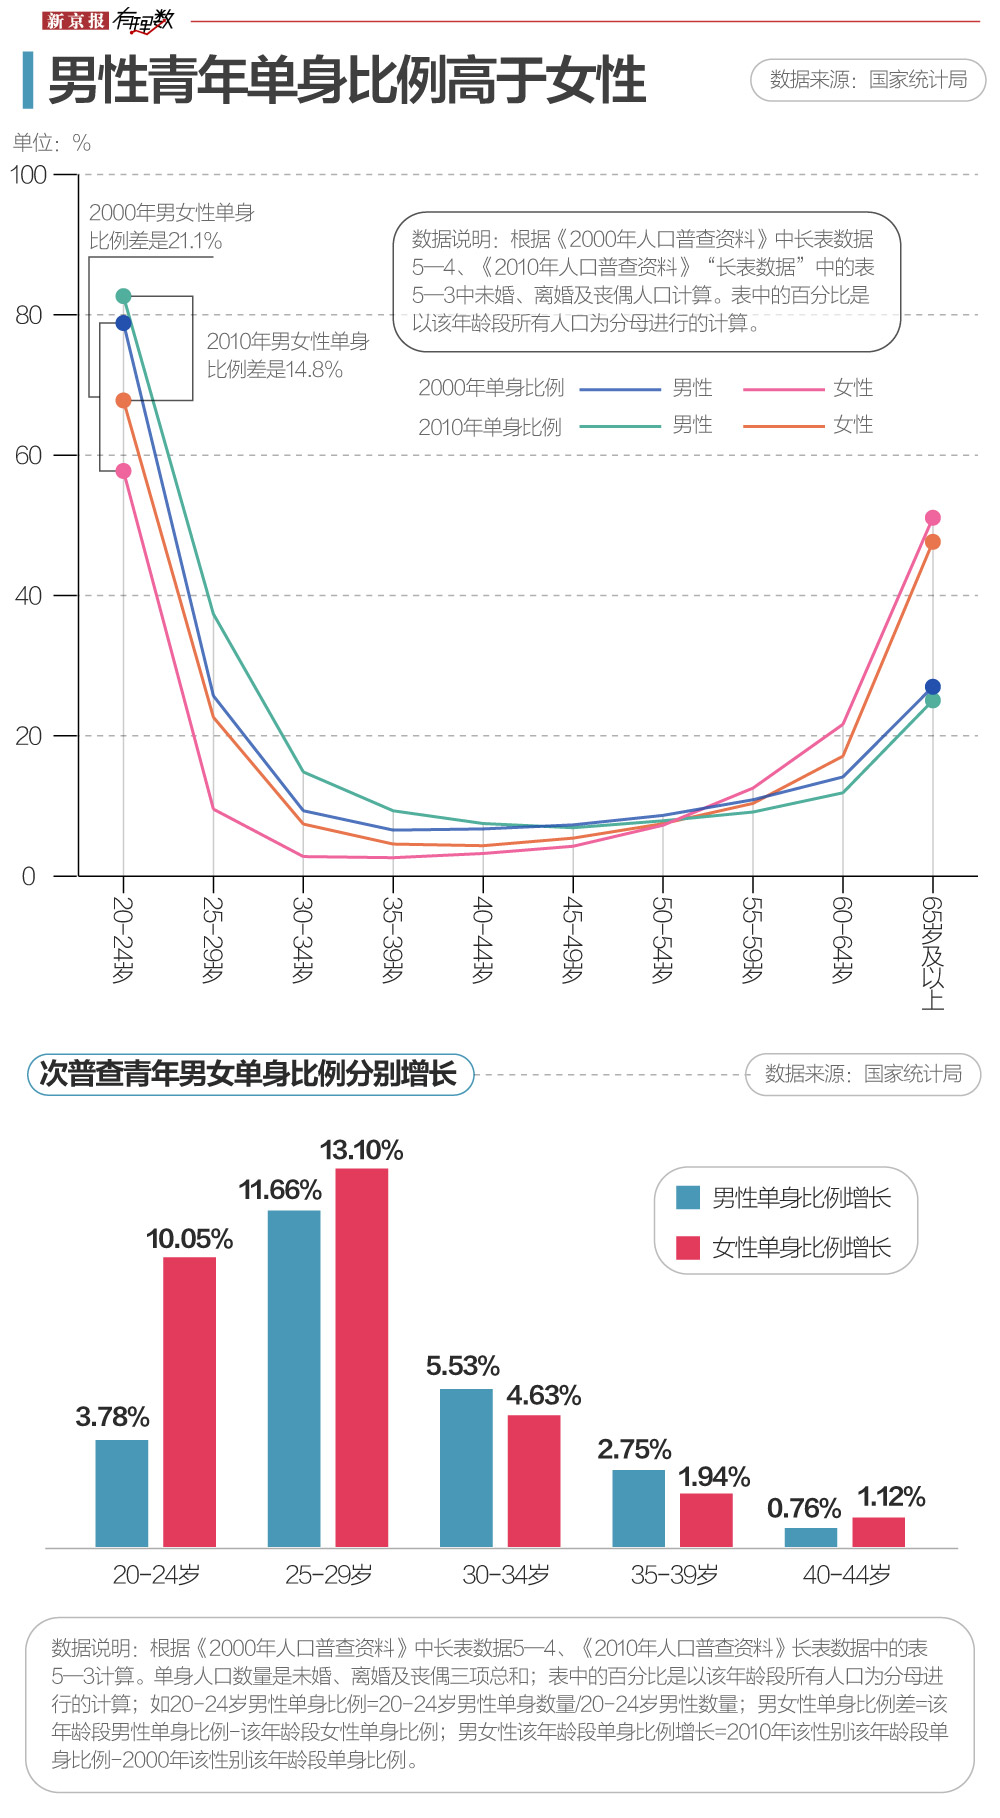 新京报 有理数
男性青年单身比例高于女性
数据来源：国家统计局
单位：%
100
2000年男女性单身
比例差是21.1%
数据说明：根据《2000年人口普查资料》中长表数据
5—4、《2010年人口普查资料》“长表数据”中的表
5—3中未婚、离婚及丧偶人口计算。表中的百分比是
以该年龄段所有人口为分母进行的计算。
80
2010年男女性单身
比例差是14.8%
2000年单身比例 男性 女性
2010年单身比例 男性 女性
60
40
20
0
20-24岁
25-29岁
30-34岁
35-39岁
40-44岁
45-49岁
50-54岁
55-59岁
60-64岁
65岁及以上
次普查青年男女单身比例分别增长
数据来源：国家统计局
3.78%
10.05%
11.66%
13.10%
5.53%
4.63%
2.75%
1.94%
0.76%
1.12%
男性单身比例增长
女性单身比例增长
20-24岁
25-29岁
30-34岁
35-39岁
40-44岁
数据说明：根据《2000年人口普查资料》中长表数据5—4、《2010年人口普查资料》长表数据中的表
5—3计算。单身人口数量是未婚、离婚及丧偶三项总和；表中的百分比是以该年龄段所有人口为分母进
行的计算；如20-24岁男性单身比例=20-24岁男性单身数量/20-24岁男性数量；男女性单身比例差=该
年龄段男性单身比例-该年龄段女性单身比例；男女性该年龄段单身比例增长=2010年该性别该年龄段单
身比例-2000年该性别该年龄段单身比例。